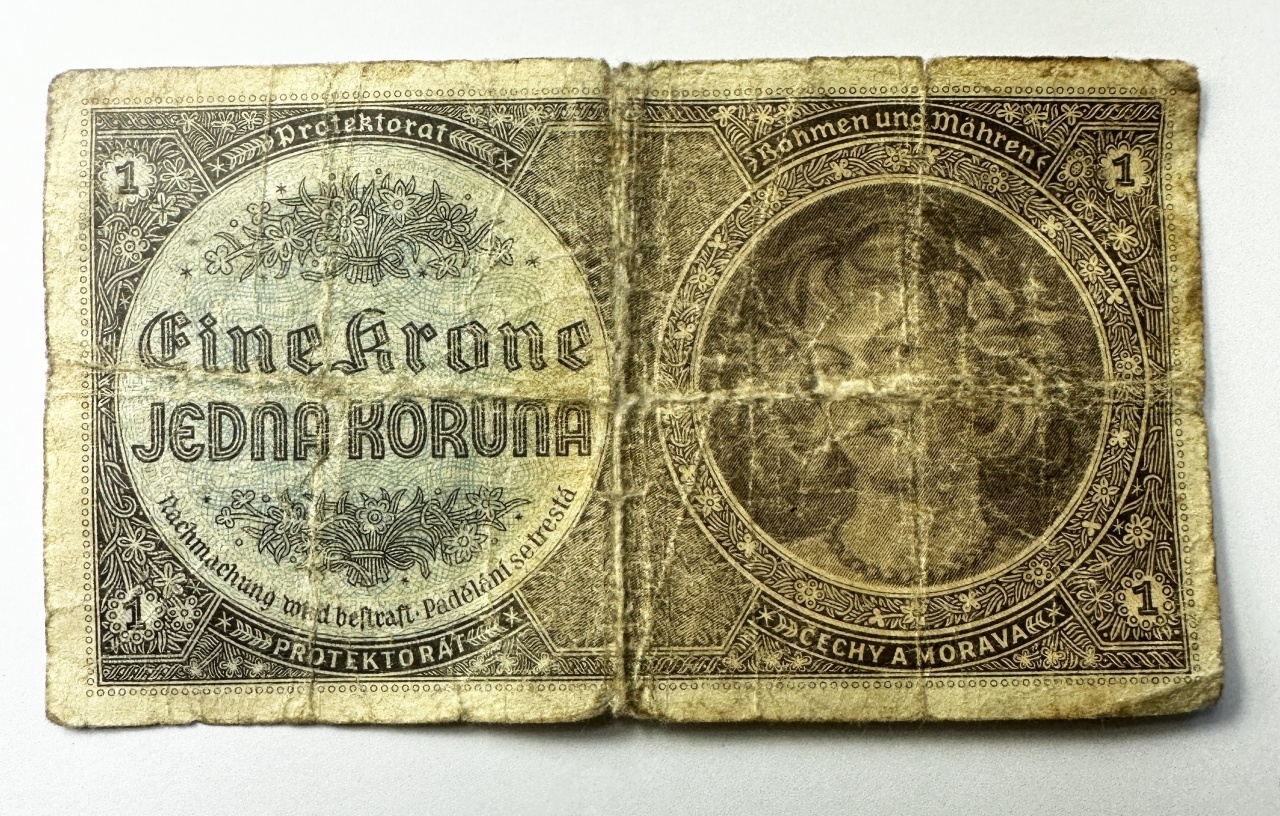 Protektorat
Böhmen und Mähren
1
1
Eine Krone
JEDNA KORUNA
Nachmachung wird bestraft · Padělání se trestá
1
1
PROTEKTORÁT
ČECHY A MORAVA